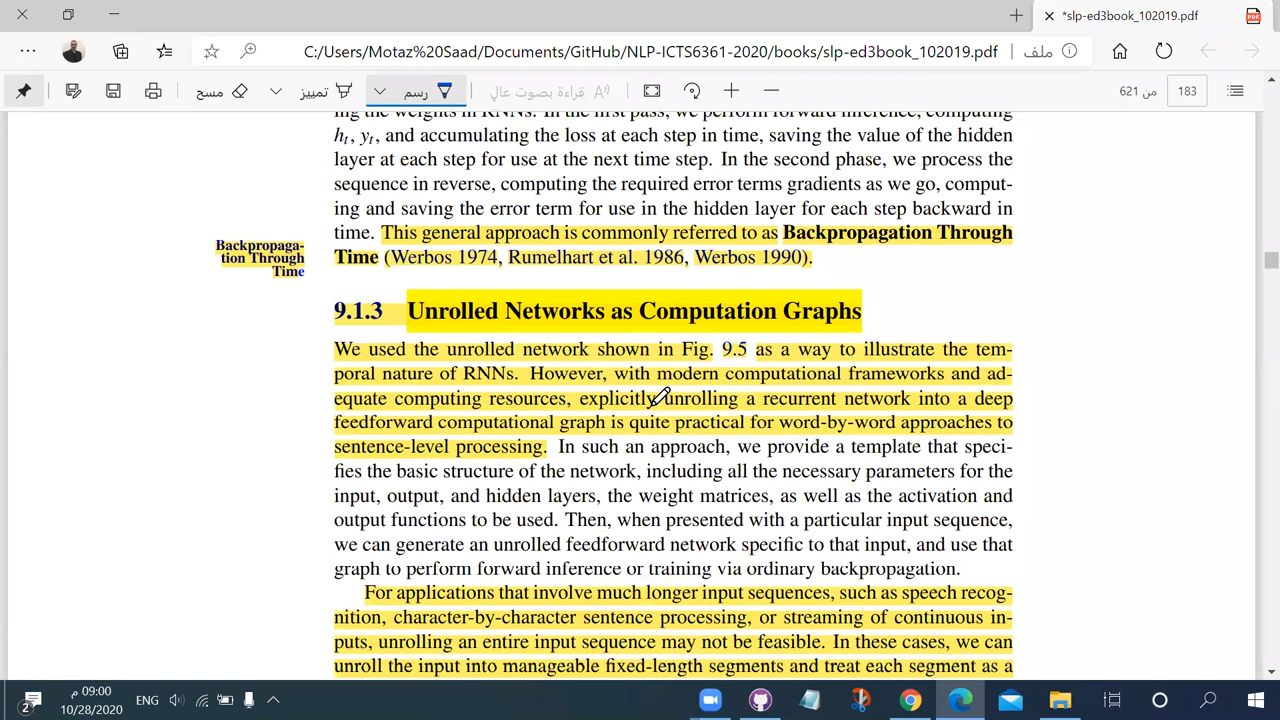 *slp-ed3book_102019.pdf
C:/Users/Motaz%20Saad/Documents/GitHub/NLP-ICTS6361-2020/books/slp-ed3book_102019.pdf
ملف
مسح
تمييز
رسم
قراءة بصوت عالٍ
من 621
183
ing the weights in RNNs. In the first pass, we perform forward inference, computing
ht, yt, and accumulating the loss at each step in time, saving the value of the hidden
layer at each step for use at the next time step. In the second phase, we process the
sequence in reverse, computing the required error terms gradients as we go, comput-
ing and saving the error term for use in the hidden layer for each step backward in
time. This general approach is commonly referred to as Backpropagation Through
Time (Werbos 1974, Rumelhart et al. 1986, Werbos 1990).
Backpropaga-
tion Through
Time
9.1.3 Unrolled Networks as Computation Graphs
We used the unrolled network shown in Fig. 9.5 as a way to illustrate the tem-
poral nature of RNNs. However, with modern computational frameworks and ad-
equate computing resources, explicitly unrolling a recurrent network into a deep
feedforward computational graph is quite practical for word-by-word approaches to
sentence-level processing. In such an approach, we provide a template that speci-
fies the basic structure of the network, including all the necessary parameters for the
input, output, and hidden layers, the weight matrices, as well as the activation and
output functions to be used. Then, when presented with a particular input sequence,
we can generate an unrolled feedforward network specific to that input, and use that
graph to perform forward inference or training via ordinary backpropagation.
For applications that involve much longer input sequences, such as speech recog-
nition, character-by-character sentence processing, or streaming of continuous in-
puts, unrolling an entire input sequence may not be feasible. In these cases, we can
unroll the input into manageable fixed-length segments and treat each segment as a
2
09:00 م
10/28/2020
ENG